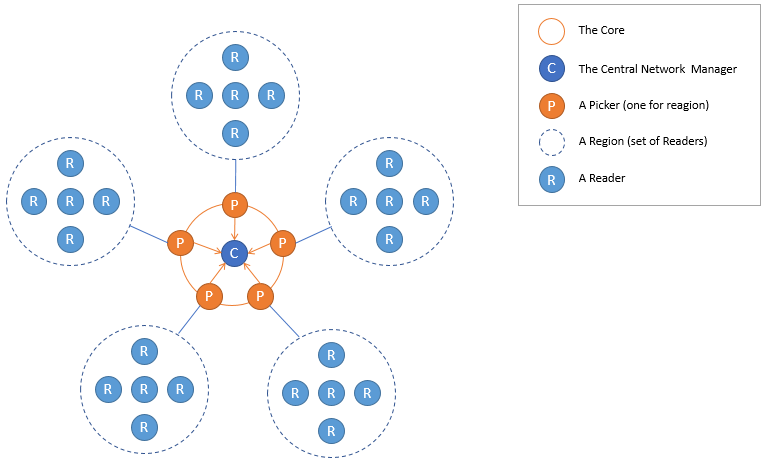 R
R R R
R
R
R R R
R
R
R R R
R
P
P
P
C
P
P
R
R R R
R
R
R R R
R
The Core
C The Central Network Manager
P A Picker (one for reagion)
A Region (set of Readers)
R A Reader